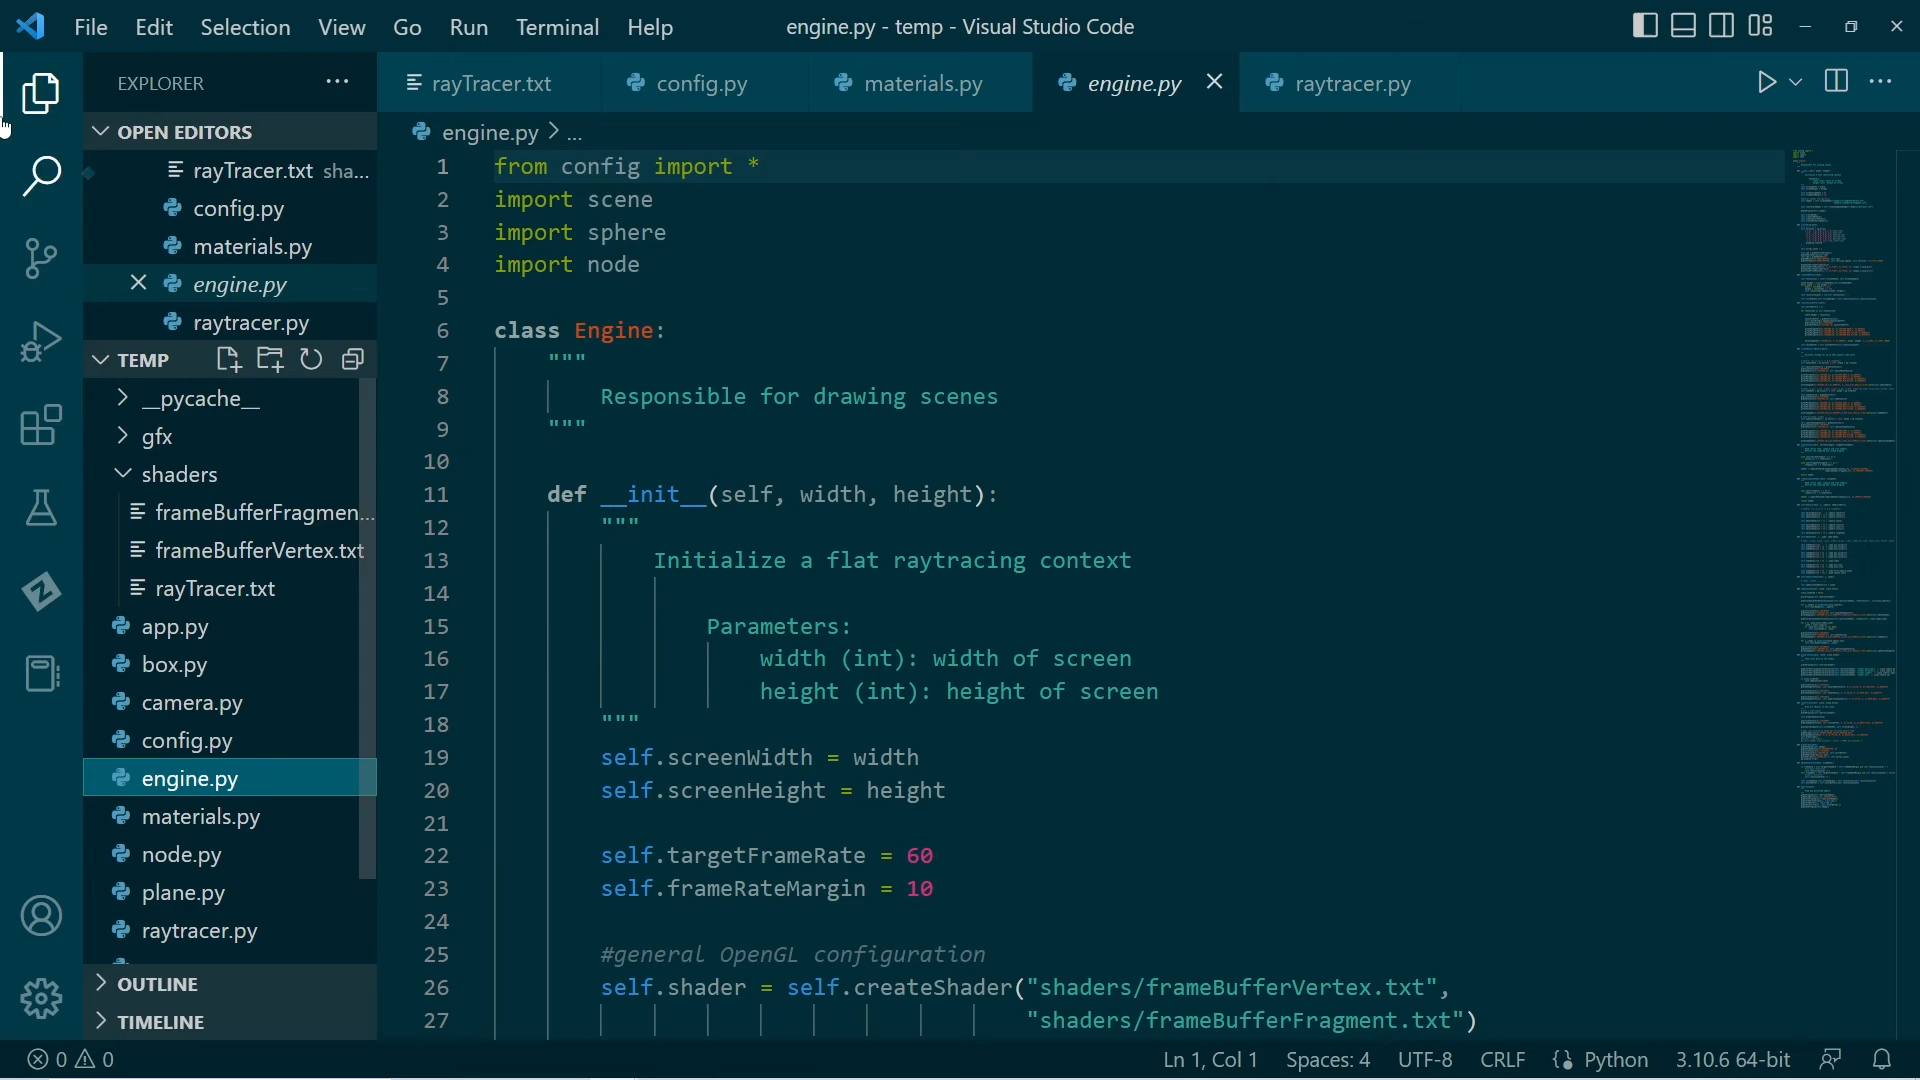 File Edit Selection View Go Run Terminal Help
engine.py - temp - Visual Studio Code
EXPLORER
OPEN EDITORS
rayTracer.txt sha...
config.py
materials.py
engine.py
raytracer.py
TEMP
__pycache__
gfx
shaders
frameBufferFragmen...
frameBufferVertex.txt
rayTracer.txt
app.py
box.py
camera.py
config.py
engine.py
materials.py
node.py
plane.py
raytracer.py
OUTLINE
TIMELINE
rayTracer.txt config.py materials.py engine.py raytracer.py
engine.py > ...
1 from config import *
2 import scene
3 import sphere
4 import node
5
6 class Engine:
7 """
8 Responsible for drawing scenes
9 """
10
11 def __init__(self, width, height):
12 """
13 Initialize a flat raytracing context
14
15 Parameters:
16 width (int): width of screen
17 height (int): height of screen
18 """
19 self.screenWidth = width
20 self.screenHeight = height
21
22 self.targetFrameRate = 60
23 self.frameRateMargin = 10
24
25 #general OpenGL configuration
26 self.shader = self.createShader("shaders/frameBufferVertex.txt",
27 "shaders/frameBufferFragment.txt")
0 0
Ln 1, Col 1 Spaces: 4 UTF-8 CRLF Python 3.10.6 64-bit